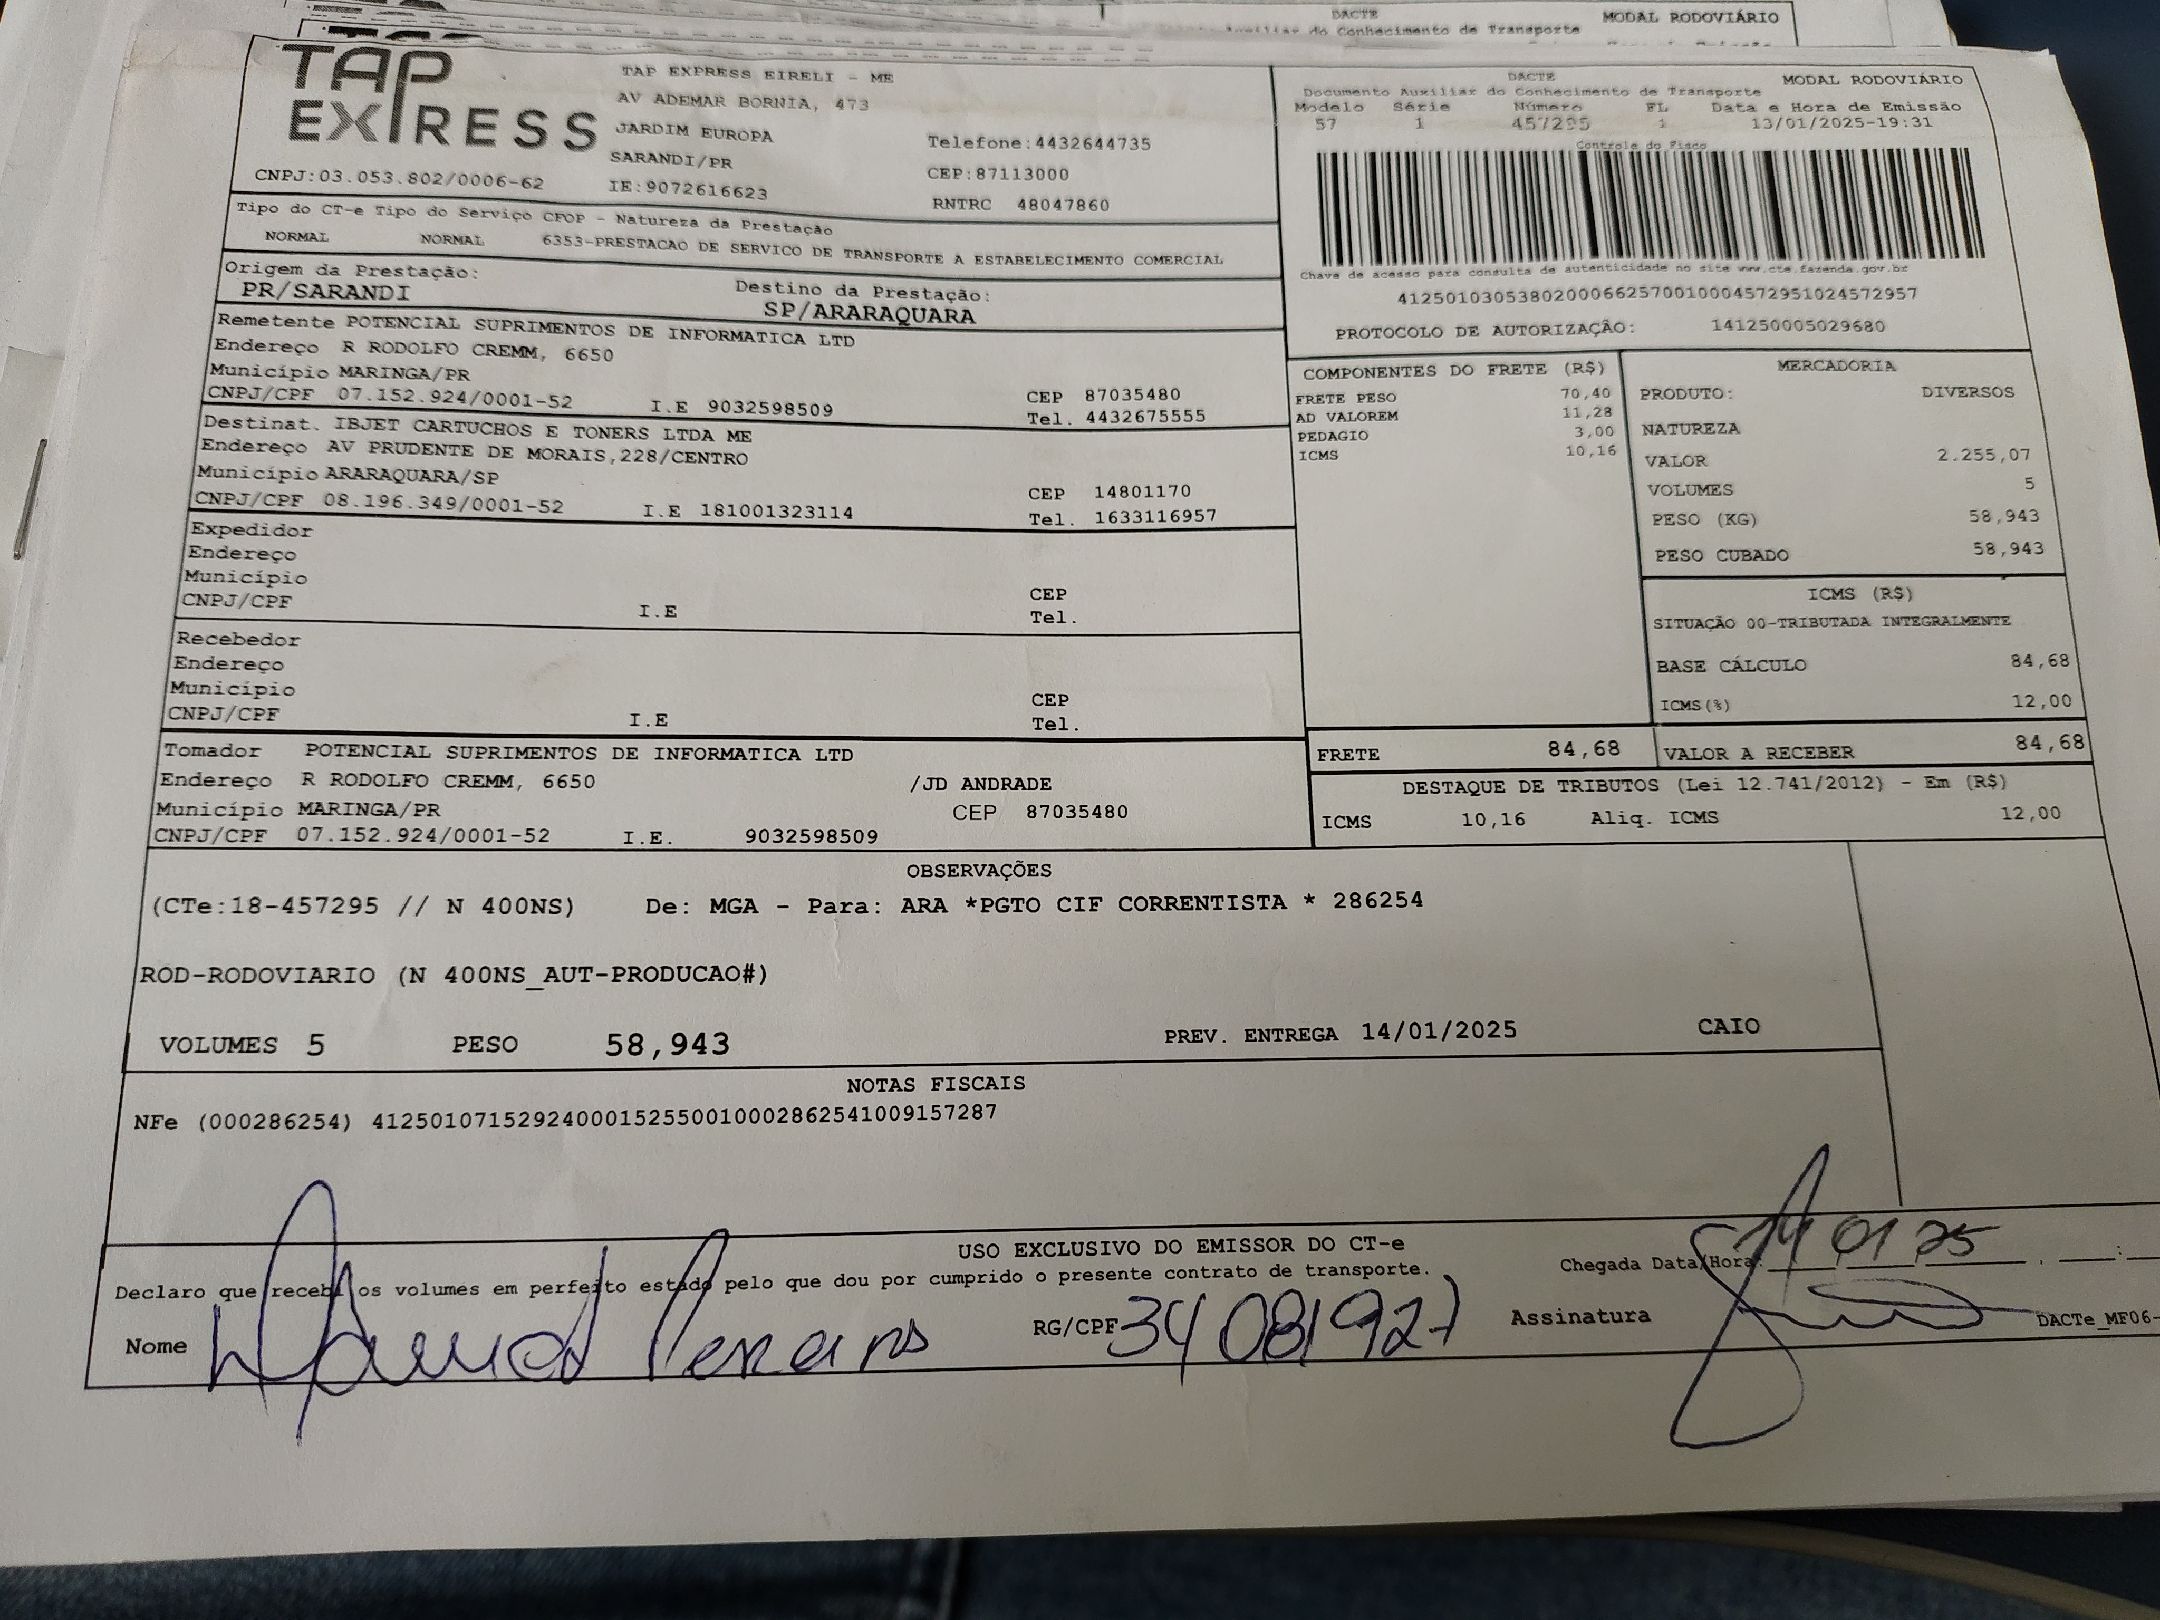 DACTE
MODAL RODOVIÁRIO
do Conhecimento de Transporte
TAP EXPRESS
TAP EXPRESS EIRELI - ME
AV ADEMAR BORNIA, 473
JARDIM EUROPA
Telefone:4432644735
SARANDI/PR
CEP:87113000
CNPJ:03.053.802/0006-62
IE:9072616623
RNTRC 48047860
DACTE
MODAL RODOVIÁRIO
Documento Auxiliar do Conhecimento de Transporte
Modelo Série Número FL Data e Hora de Emissão
57 1 457295 1 13/01/2025-19:31
Controle do Fisco
Chave de acesso para consulta de autenticidade no site www.cte.fazenda.gov.br
41250103053802000662570010004572951024572957
PROTOCOLO DE AUTORIZAÇÃO: 141250005029680
Tipo do CT-e Tipo do Serviço CFOP - Natureza da Prestação
NORMAL NORMAL 6353-PRESTACAO DE SERVICO DE TRANSPORTE A ESTABELECIMENTO COMERCIAL
Origem da Prestação: Destino da Prestação:
PR/SARANDI SP/ARARAQUARA
Remetente POTENCIAL SUPRIMENTOS DE INFORMATICA LTD
Endereço R RODOLFO CREMM, 6650
Município MARINGA/PR CEP 87035480
CNPJ/CPF 07.152.924/0001-52 I.E 9032598509 Tel. 4432675555
Destinat. IBJET CARTUCHOS E TONERS LTDA ME
Endereço AV PRUDENTE DE MORAIS,228/CENTRO
Município ARARAQUARA/SP CEP 14801170
CNPJ/CPF 08.196.349/0001-52 I.E 181001323114 Tel. 1633116957
Expedidor
Endereço
Município CEP
CNPJ/CPF I.E Tel.
Recebedor
Endereço
Município CEP
CNPJ/CPF I.E Tel.
Tomador POTENCIAL SUPRIMENTOS DE INFORMATICA LTD
Endereço R RODOLFO CREMM, 6650 /JD ANDRADE
Município MARINGA/PR CEP 87035480
CNPJ/CPF 07.152.924/0001-52 I.E. 9032598509
COMPONENTES DO FRETE (R$)
FRETE PESO 70,40
AD VALOREM 11,28
PEDAGIO 3,00
ICMS 10,16
MERCADORIA
PRODUTO: DIVERSOS
NATUREZA
VALOR 2.255,07
VOLUMES 5
PESO (KG) 58,943
PESO CUBADO 58,943
ICMS (R$)
SITUAÇÃO 00-TRIBUTADA INTEGRALMENTE
BASE CÁLCULO 84,68
ICMS(%) 12,00
FRETE 84,68 VALOR A RECEBER 84,68
DESTAQUE DE TRIBUTOS (Lei 12.741/2012) - Em (R$)
ICMS 10,16 Aliq. ICMS 12,00
OBSERVAÇÕES
(CTe:18-457295 // N 400NS) De: MGA - Para: ARA *PGTO CIF CORRENTISTA * 286254
ROD-RODOVIARIO (N 400NS_AUT-PRODUCAO#)
VOLUMES 5 PESO 58,943 PREV. ENTREGA 14/01/2025 CAIO
NOTAS FISCAIS
NFe (000286254) 41250107152924000152550010002862541009157287
USO EXCLUSIVO DO EMISSOR DO CT-e
Declaro que recebi os volumes em perfeito estado pelo que dou por cumprido o presente contrato de transporte.
Chegada Data/Hora: 14 01 25
Nome RG/CPF 340819277 Assinatura
DACTe_MF06-